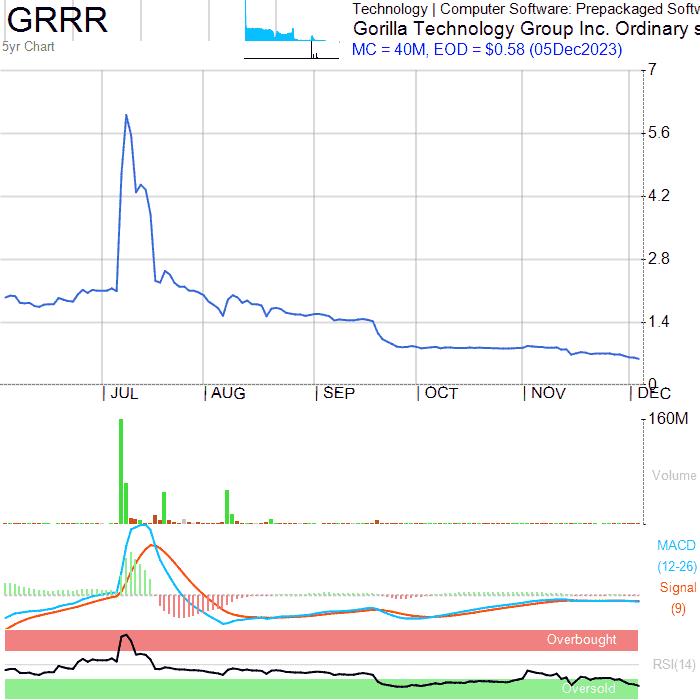 GRRR
5yr Chart
Technology | Computer Software: Prepackaged Softw
Gorilla Technology Group Inc. Ordinary s
MC = 40M, EOD = $0.58 (05Dec2023)
7
5.6
4.2
2.8
1.4
0
JUL AUG SEP OCT NOV DEC
160M
Volume
MACD
(12-26)
Signal
(9)
Overbought
RSI(14)
Oversold